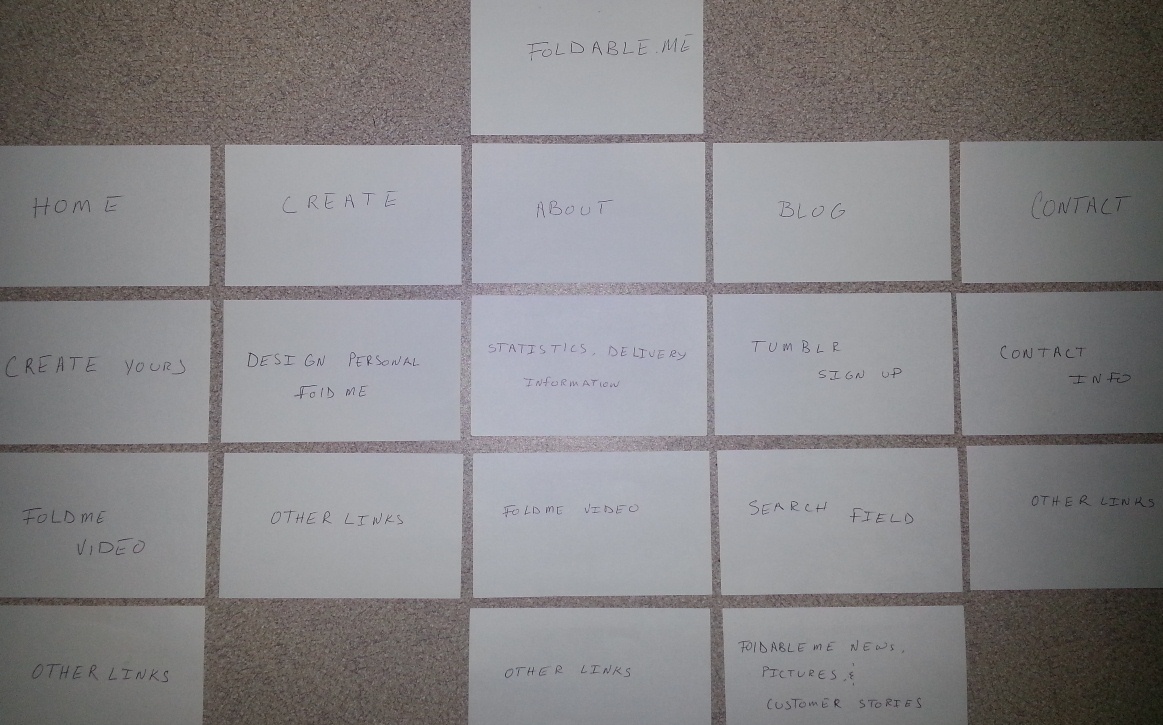 FOLDABLE.ME
HOME
CREATE
ABOUT
BLOG
CONTACT
CREATE YOURS
DESIGN PERSONAL
FOLD ME
STATISTICS, DELIVERY
INFORMATION
TUMBLR
SIGN UP
CONTACT
INFO
FOLDME
VIDEO
OTHER LINKS
FOLDME VIDEO
SEARCH FIELD
OTHER LINKS
OTHER LINKS
OTHER LINKS
FOLDABLE ME NEWS,
PICTURES, &
CUSTOMER STORIES